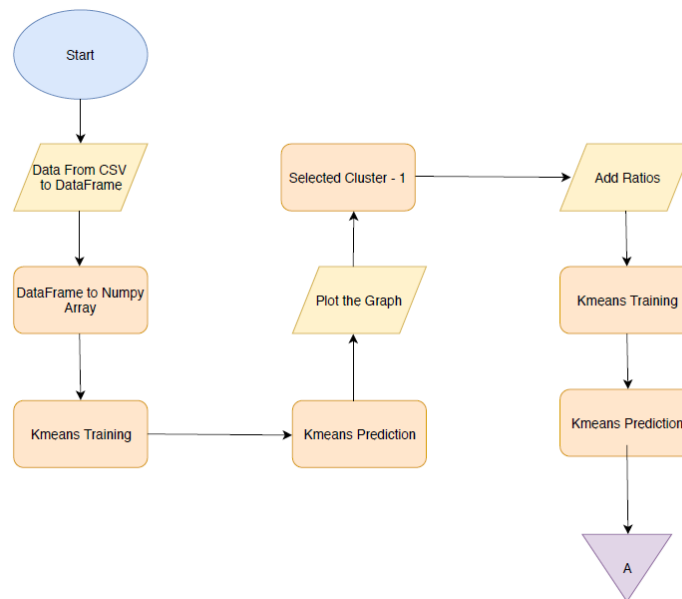 Start
Data From CSV
to DataFrame
DataFrame to Numpy
Array
Kmeans Training
Kmeans Prediction
Plot the Graph
Selected Cluster - 1
Add Ratios
Kmeans Training
Kmeans Prediction
A